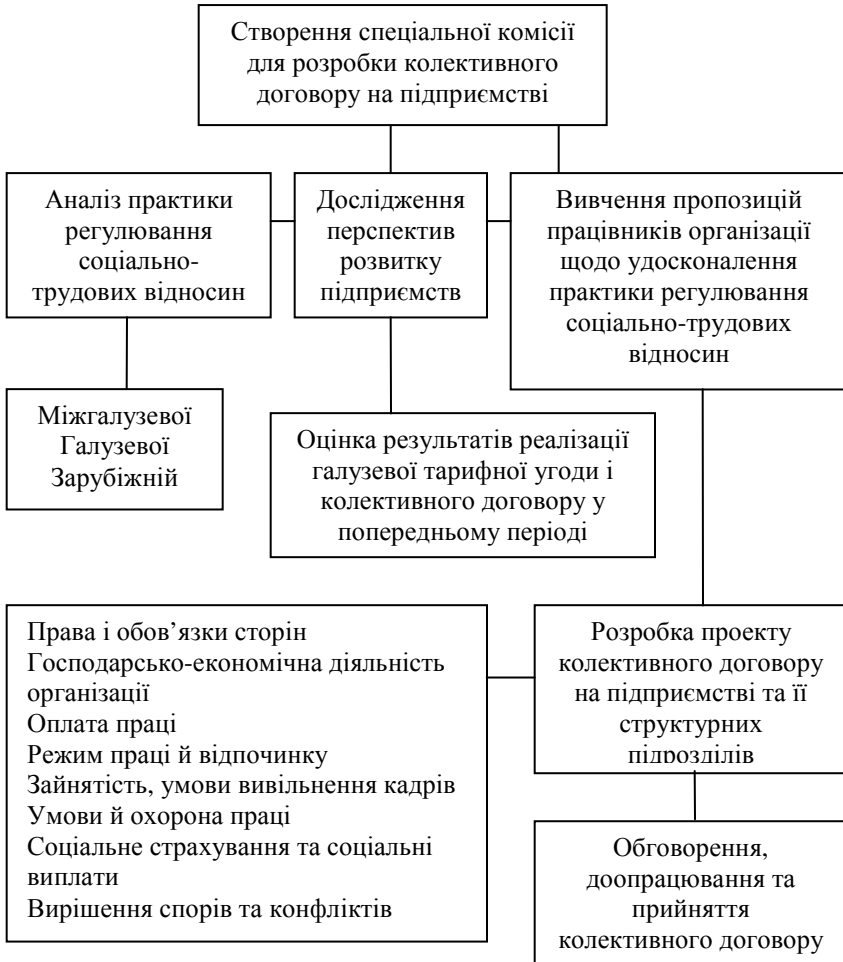 Створення спеціальної комісії
для розробки колективного
договору на підприємстві
Аналіз практики
регулювання
соціально-
трудових відносин
Дослідження
перспектив
розвитку
підприємств
Вивчення пропозицій
працівників організації
щодо удосконалення
практики регулювання
соціально-трудових
відносин
Міжгалузевої
Галузевої
Зарубіжній
Оцінка результатів реалізації
галузевої тарифної угоди і
колективного договору у
попередньому періоді
Права і обов’язки сторін
Господарсько-економічна діяльність
організації
Оплата праці
Режим праці й відпочинку
Зайнятість, умови вивільнення кадрів
Умови й охорона праці
Соціальне страхування та соціальні
виплати
Вирішення спорів та конфліктів
Розробка проекту
колективного договору
на підприємстві та її
структурних
підрозділів
Обговорення,
доопрацювання та
прийняття
колективного договору